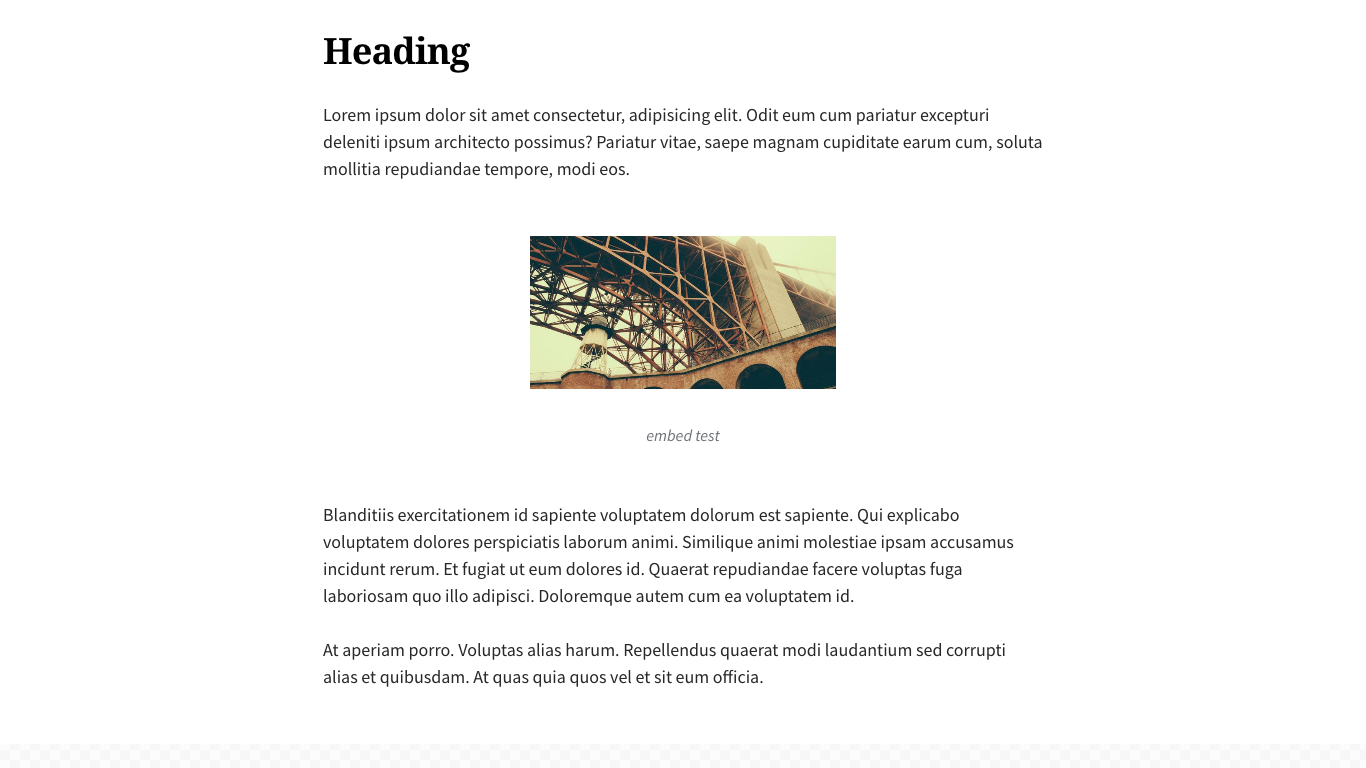 Heading
Lorem ipsum dolor sit amet consectetur, adipisicing elit. Odit eum cum pariatur excepturi
deleniti ipsum architecto possimus? Pariatur vitae, saepe magnam cupiditate earum cum, soluta
mollitia repudiandae tempore, modi eos.
embed test
Blanditiis exercitationem id sapiente voluptatem dolorum est sapiente. Qui explicabo
voluptatem dolores perspiciatis laborum animi. Similique animi molestiae ipsam accusamus
incidunt rerum. Et fugiat ut eum dolores id. Quaerat repudiandae facere voluptas fuga
laboriosam quo illo adipisci. Doloremque autem cum ea voluptatem id.
At aperiam porro. Voluptas alias harum. Repellendus quaerat modi laudantium sed corrupti
alias et quibusdam. At quas quia quos vel et sit eum officia.